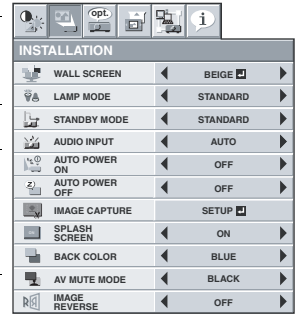 opt.
i
INSTALLATION
WALL SCREEN BEIGE
LAMP MODE STANDARD
STANDBY MODE STANDARD
AUDIO INPUT AUTO
AUTO POWER
ON OFF
AUTO POWER
OFF OFF
IMAGE CAPTURE SETUP
SPLASH
SCREEN ON
BACK COLOR BLUE
AV MUTE MODE BLACK
IMAGE
REVERSE OFF